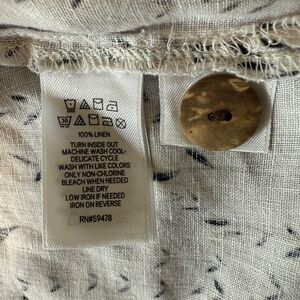 30
100% LINEN
TURN INSIDE OUT
MACHINE WASH COOL-
DELICATE CYCLE
WASH WITH LIKE COLORS
ONLY NON-CHLORINE
BLEACH WHEN NEEDED
LINE DRY
LOW IRON IF NEEDED
IRON ON REVERSE
RN#59478